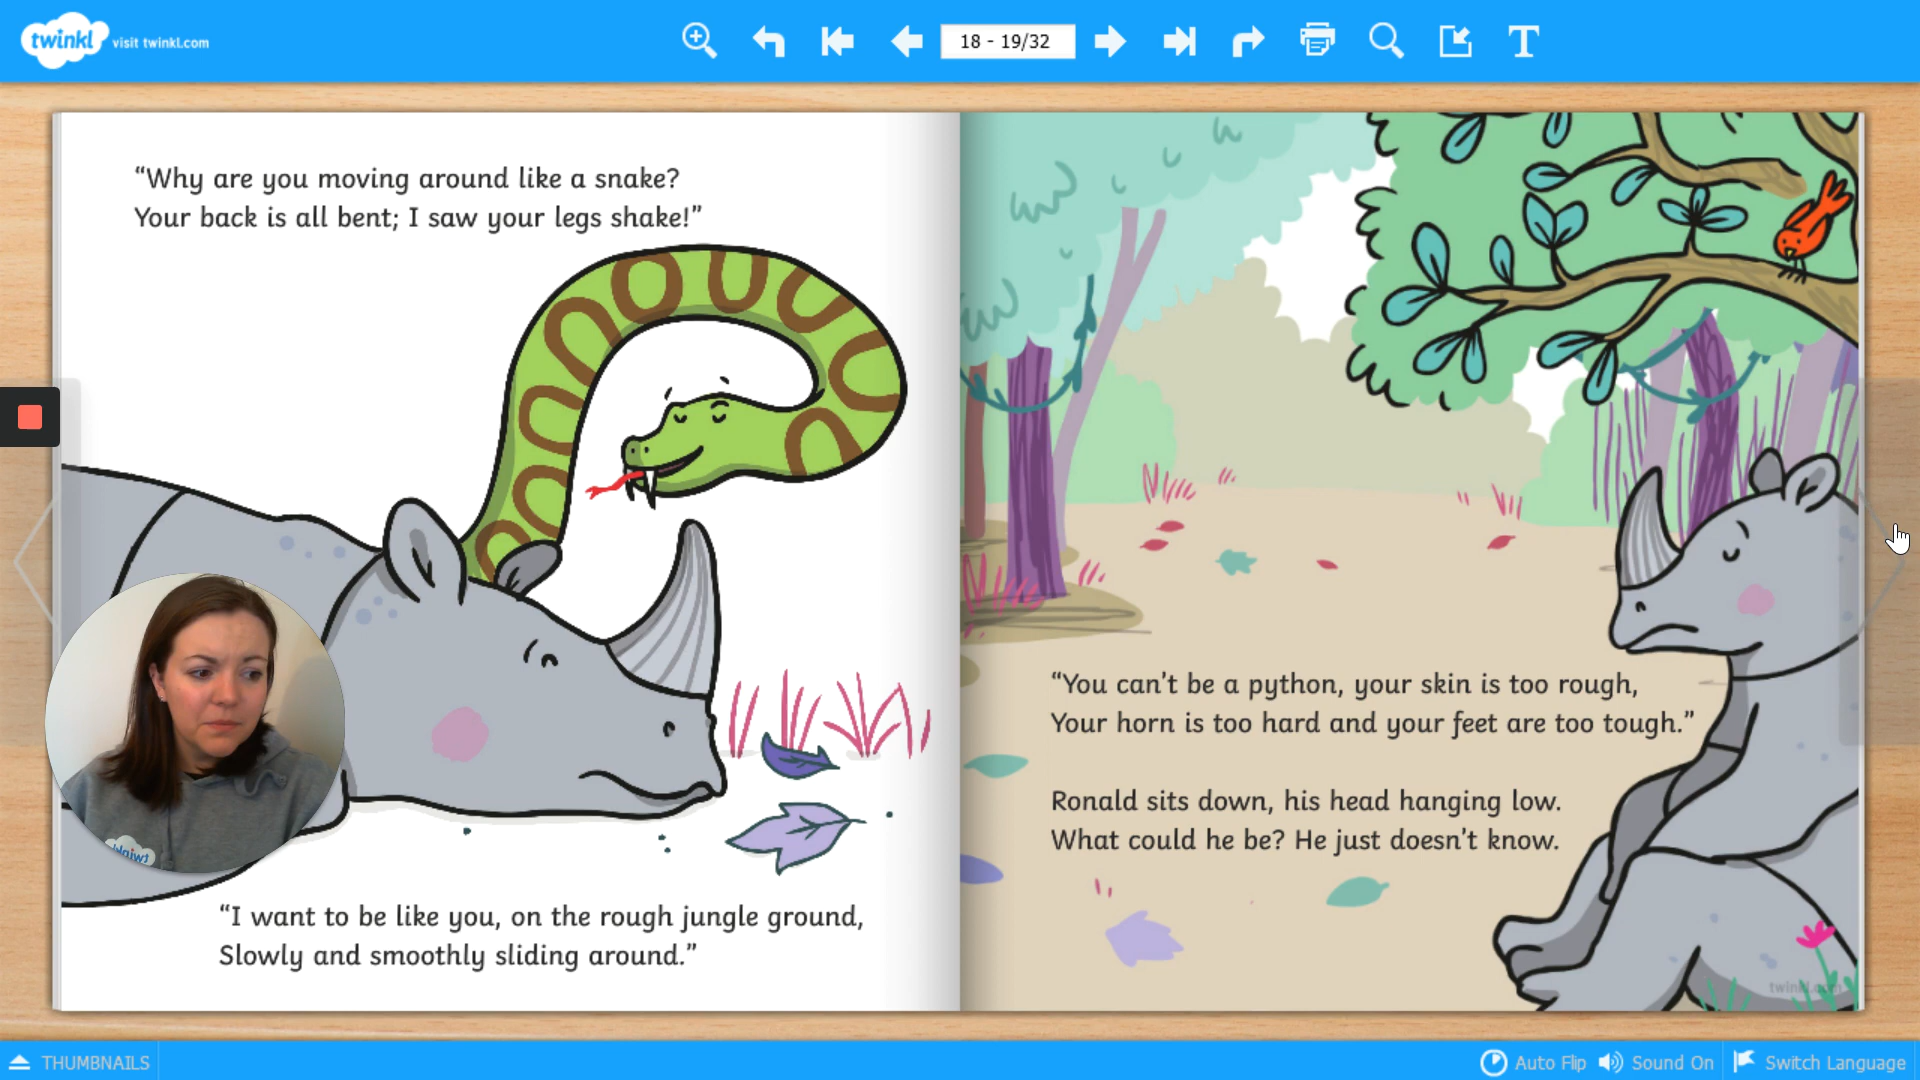 twinkl visit twinkl.com
18 - 19/32
T
“Why are you moving around like a snake?
Your back is all bent; I saw your legs shake!”
“I want to be like you, on the rough jungle ground,
Slowly and smoothly sliding around.”
“You can’t be a python, your skin is too rough,
Your horn is too hard and your feet are too tough.”
Ronald sits down, his head hanging low.
What could he be? He just doesn’t know.
twinkl.com
twinkl
THUMBNAILS
Auto Flip
Sound On
Switch Language